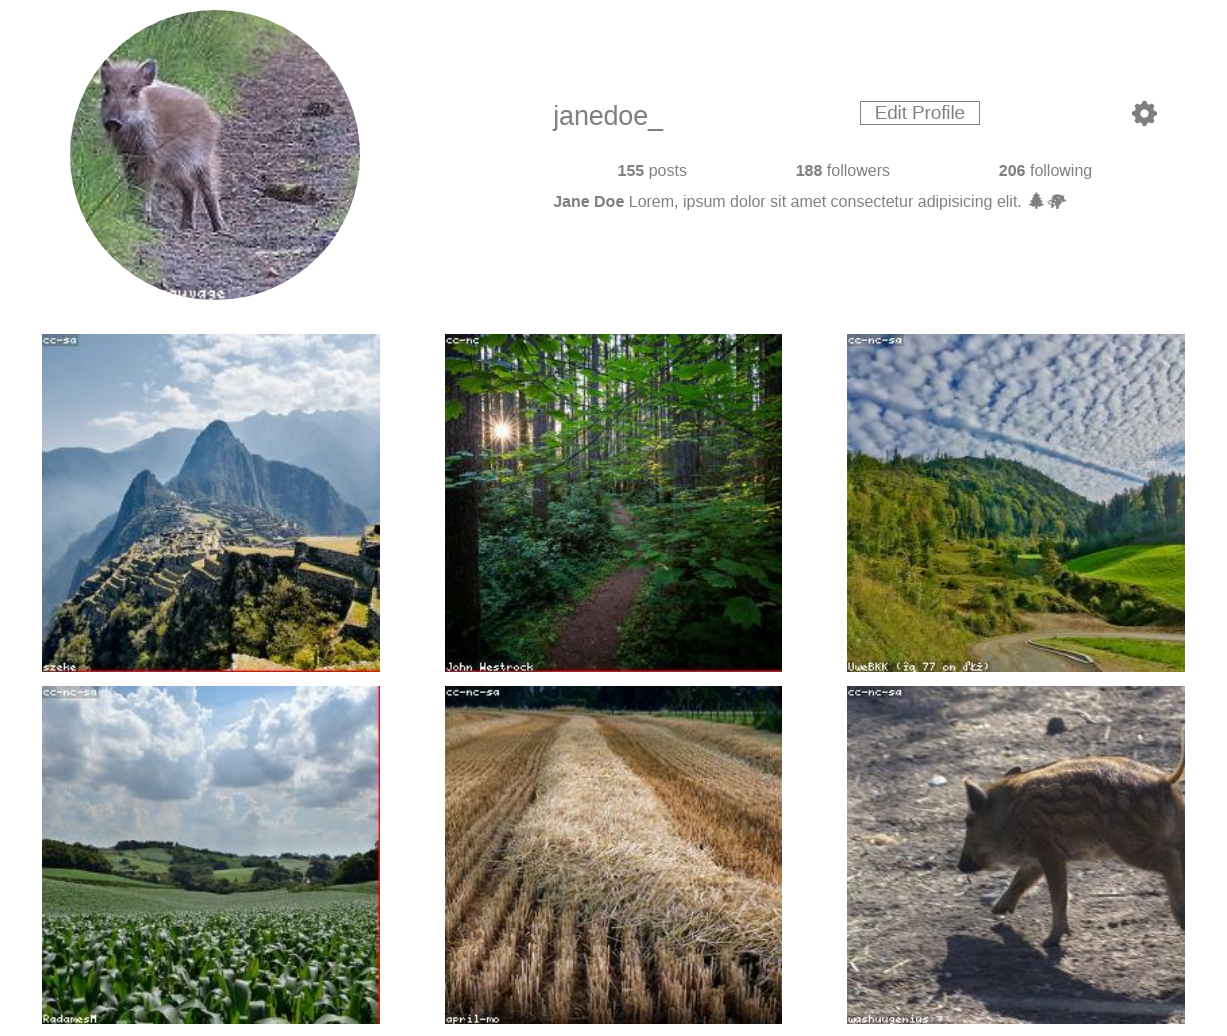 janedoe_
Edit Profile
155 posts
188 followers
206 following
Jane Doe Lorem, ipsum dolor sit amet consectetur adipisicing elit.
cc-sa
cc-nc
cc-nc-sa
szeke
John Westrock
UweBKK
77 on
cc-nc-sa
cc-nc-sa
cc-nc-sa
RadamesM
april-mo
washuugenius